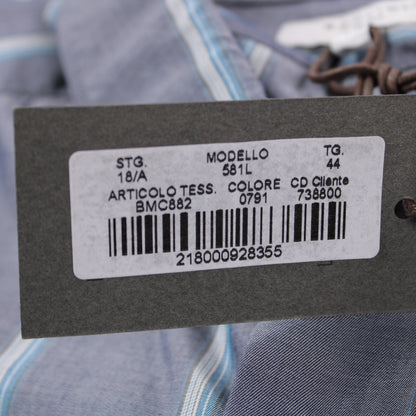 STG. MODELLO TG.
18/A 581L 44
ARTICOLO TESS. COLORE CD Cliente
BMC882 0791 738800
218000928355